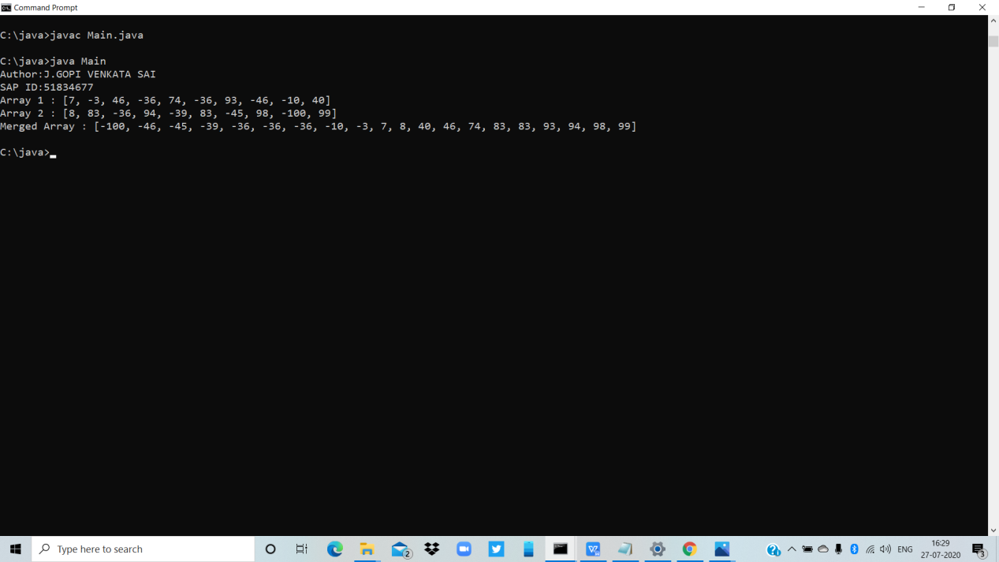 Command Prompt
C:\java>javac Main.java
C:\java>java Main
Author:J.GOPI VENKATA SAI
SAP ID:51834677
Array 1 : [7, -3, 46, -36, 74, -36, 93, -46, -10, 40]
Array 2 : [8, 83, -36, 94, -39, 83, -45, 98, -100, 99]
Merged Array : [-100, -46, -45, -39, -36, -36, -36, -10, -3, 7, 8, 40, 46, 74, 83, 83, 93, 94, 98, 99]
C:\java>
Type here to search
2
ENG
16:29
27-07-2020
3